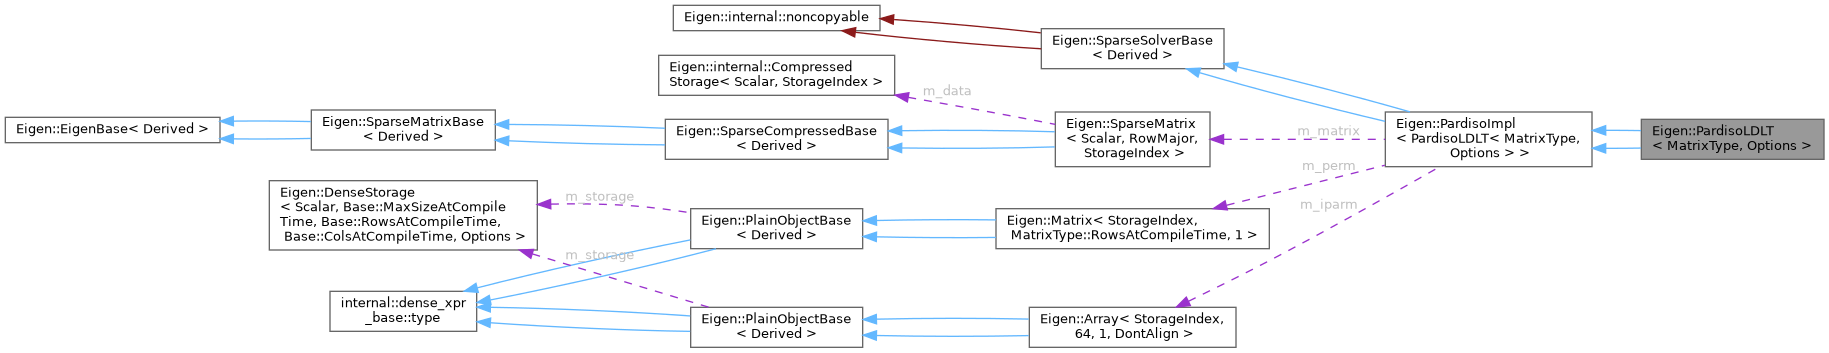 Eigen::internal::noncopyable
Eigen::SparseSolverBase
< Derived >
Eigen::internal::Compressed
Storage< Scalar, StorageIndex >
m_data
Eigen::EigenBase< Derived >
Eigen::SparseMatrixBase
< Derived >
Eigen::SparseCompressedBase
< Derived >
Eigen::SparseMatrix
< Scalar, RowMajor,
StorageIndex >
m_matrix
Eigen::PardisoImpl
< PardisoLDLT< MatrixType,
Options > >
Eigen::PardisoLDLT
< MatrixType, Options >
m_perm
m_iparm
Eigen::DenseStorage
< Scalar, Base::MaxSizeAtCompile
Time, Base::RowsAtCompileTime,
Base::ColsAtCompileTime, Options >
m_storage
Eigen::PlainObjectBase
< Derived >
Eigen::Matrix< StorageIndex,
MatrixType::RowsAtCompileTime, 1 >
m_storage
internal::dense_xpr
_base::type
Eigen::PlainObjectBase
< Derived >
Eigen::Array< StorageIndex,
64, 1, DontAlign >